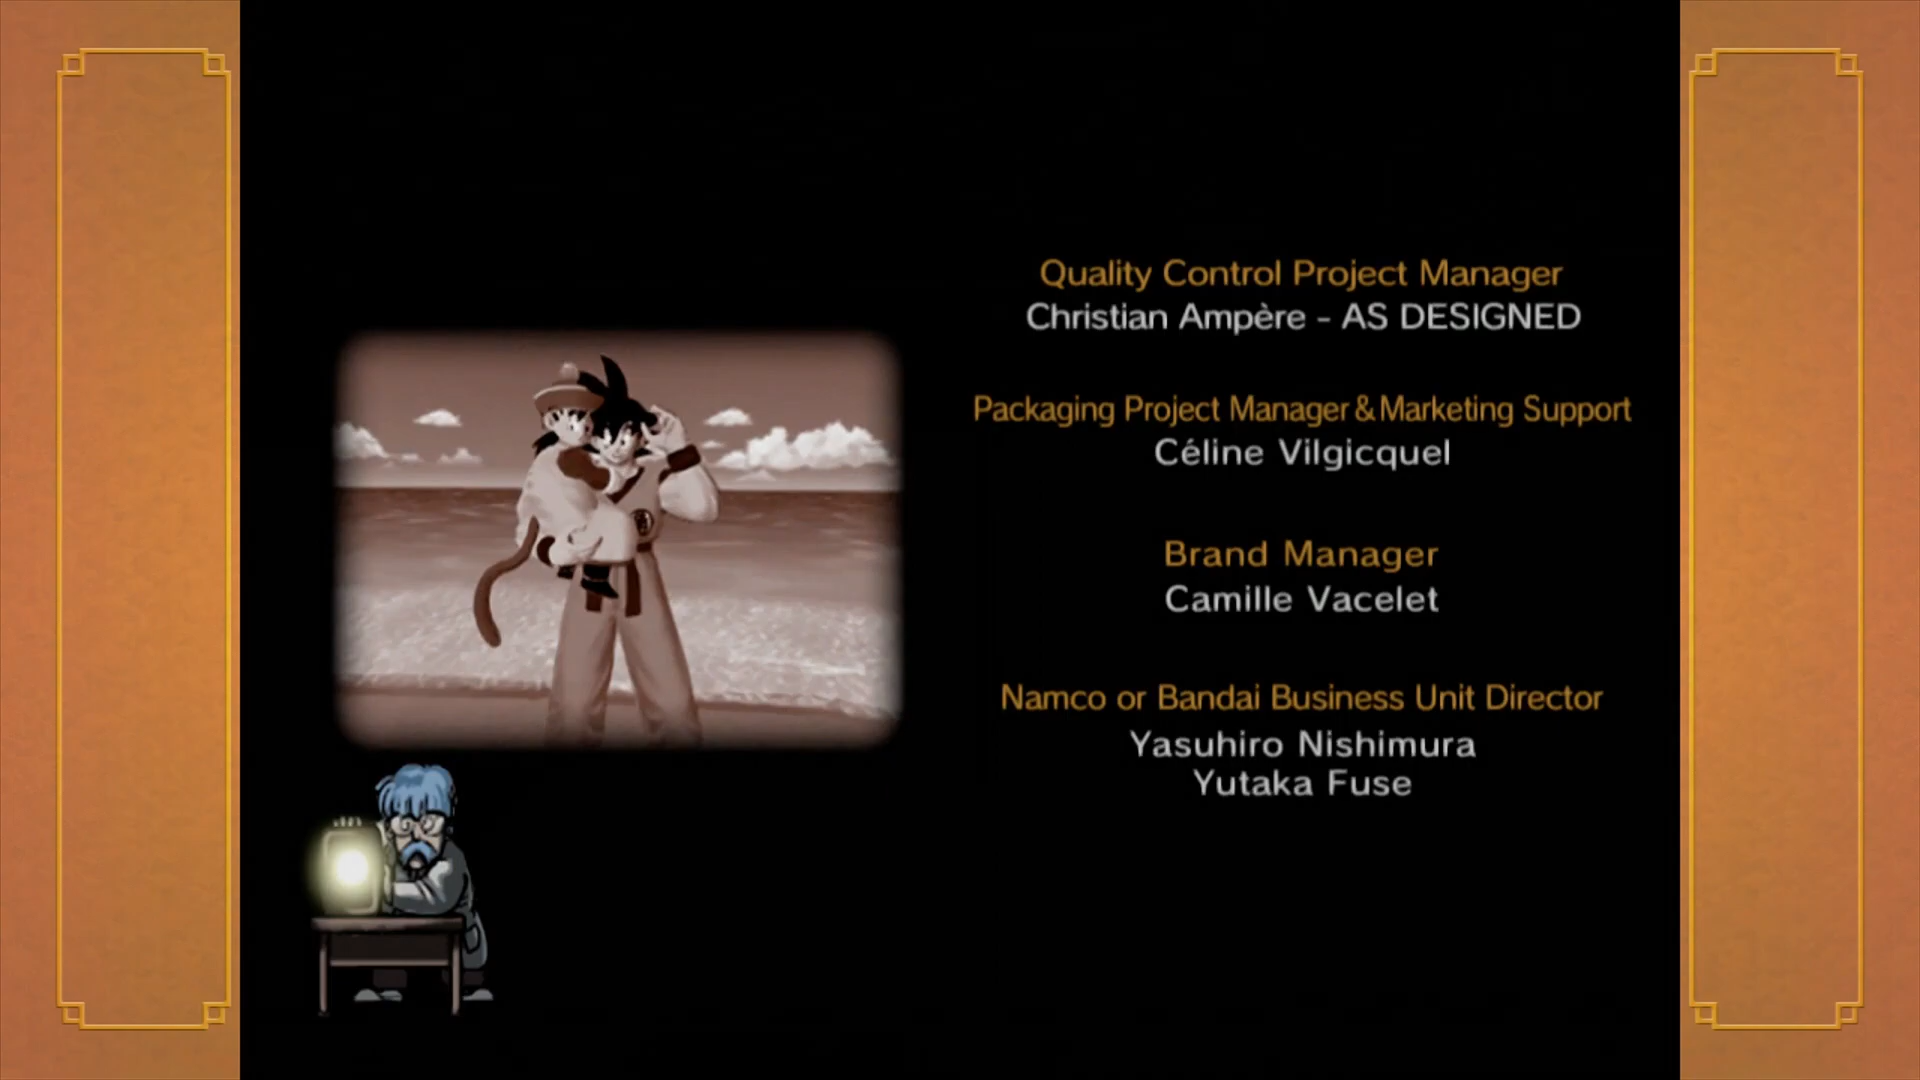 Quality Control Project Manager
Christian Ampère - AS DESIGNED
Packaging Project Manager & Marketing Support
Céline Vilgicquel
Brand Manager
Camille Vacelet
Namco or Bandai Business Unit Director
Yasuhiro Nishimura
Yutaka Fuse